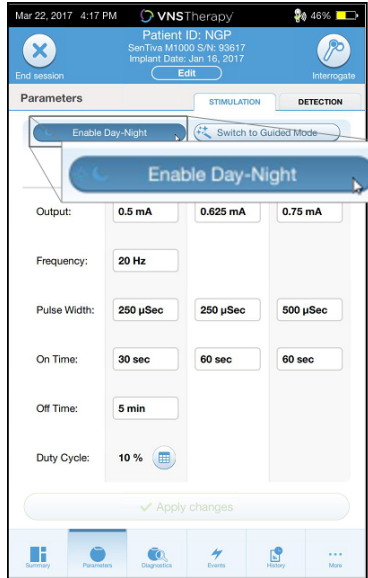 Mar 22, 2017 4:17 PM VNSTherapy 46%
Patient ID: NGP
SenTiva M1000 S/N: 93617
Implant Date: Jan 16, 2017
End session Edit Interrogate
Parameters STIMULATION DETECTION
Enable Day-Night Switch to Guided Mode
Enable Day-Night
Output: 0.5 mA 0.625 mA 0.75 mA
Frequency: 20 Hz
Pulse Width: 250 µSec 250 µSec 500 µSec
On Time: 30 sec 60 sec 60 sec
Off Time: 5 min
Duty Cycle: 10 %
Apply changes
Summary Parameters Diagnostics Events History More